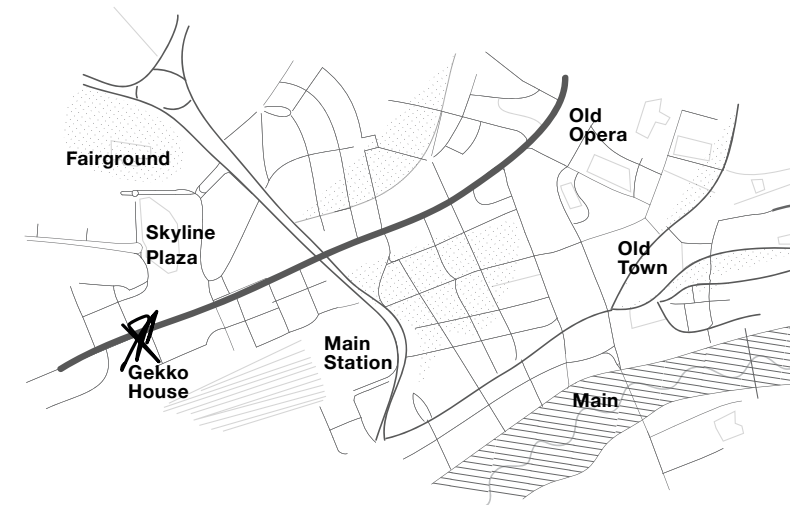 Old
Opera
Fairground
Skyline
Plaza
Old
Town
Main
Station
Gekko
House
Main